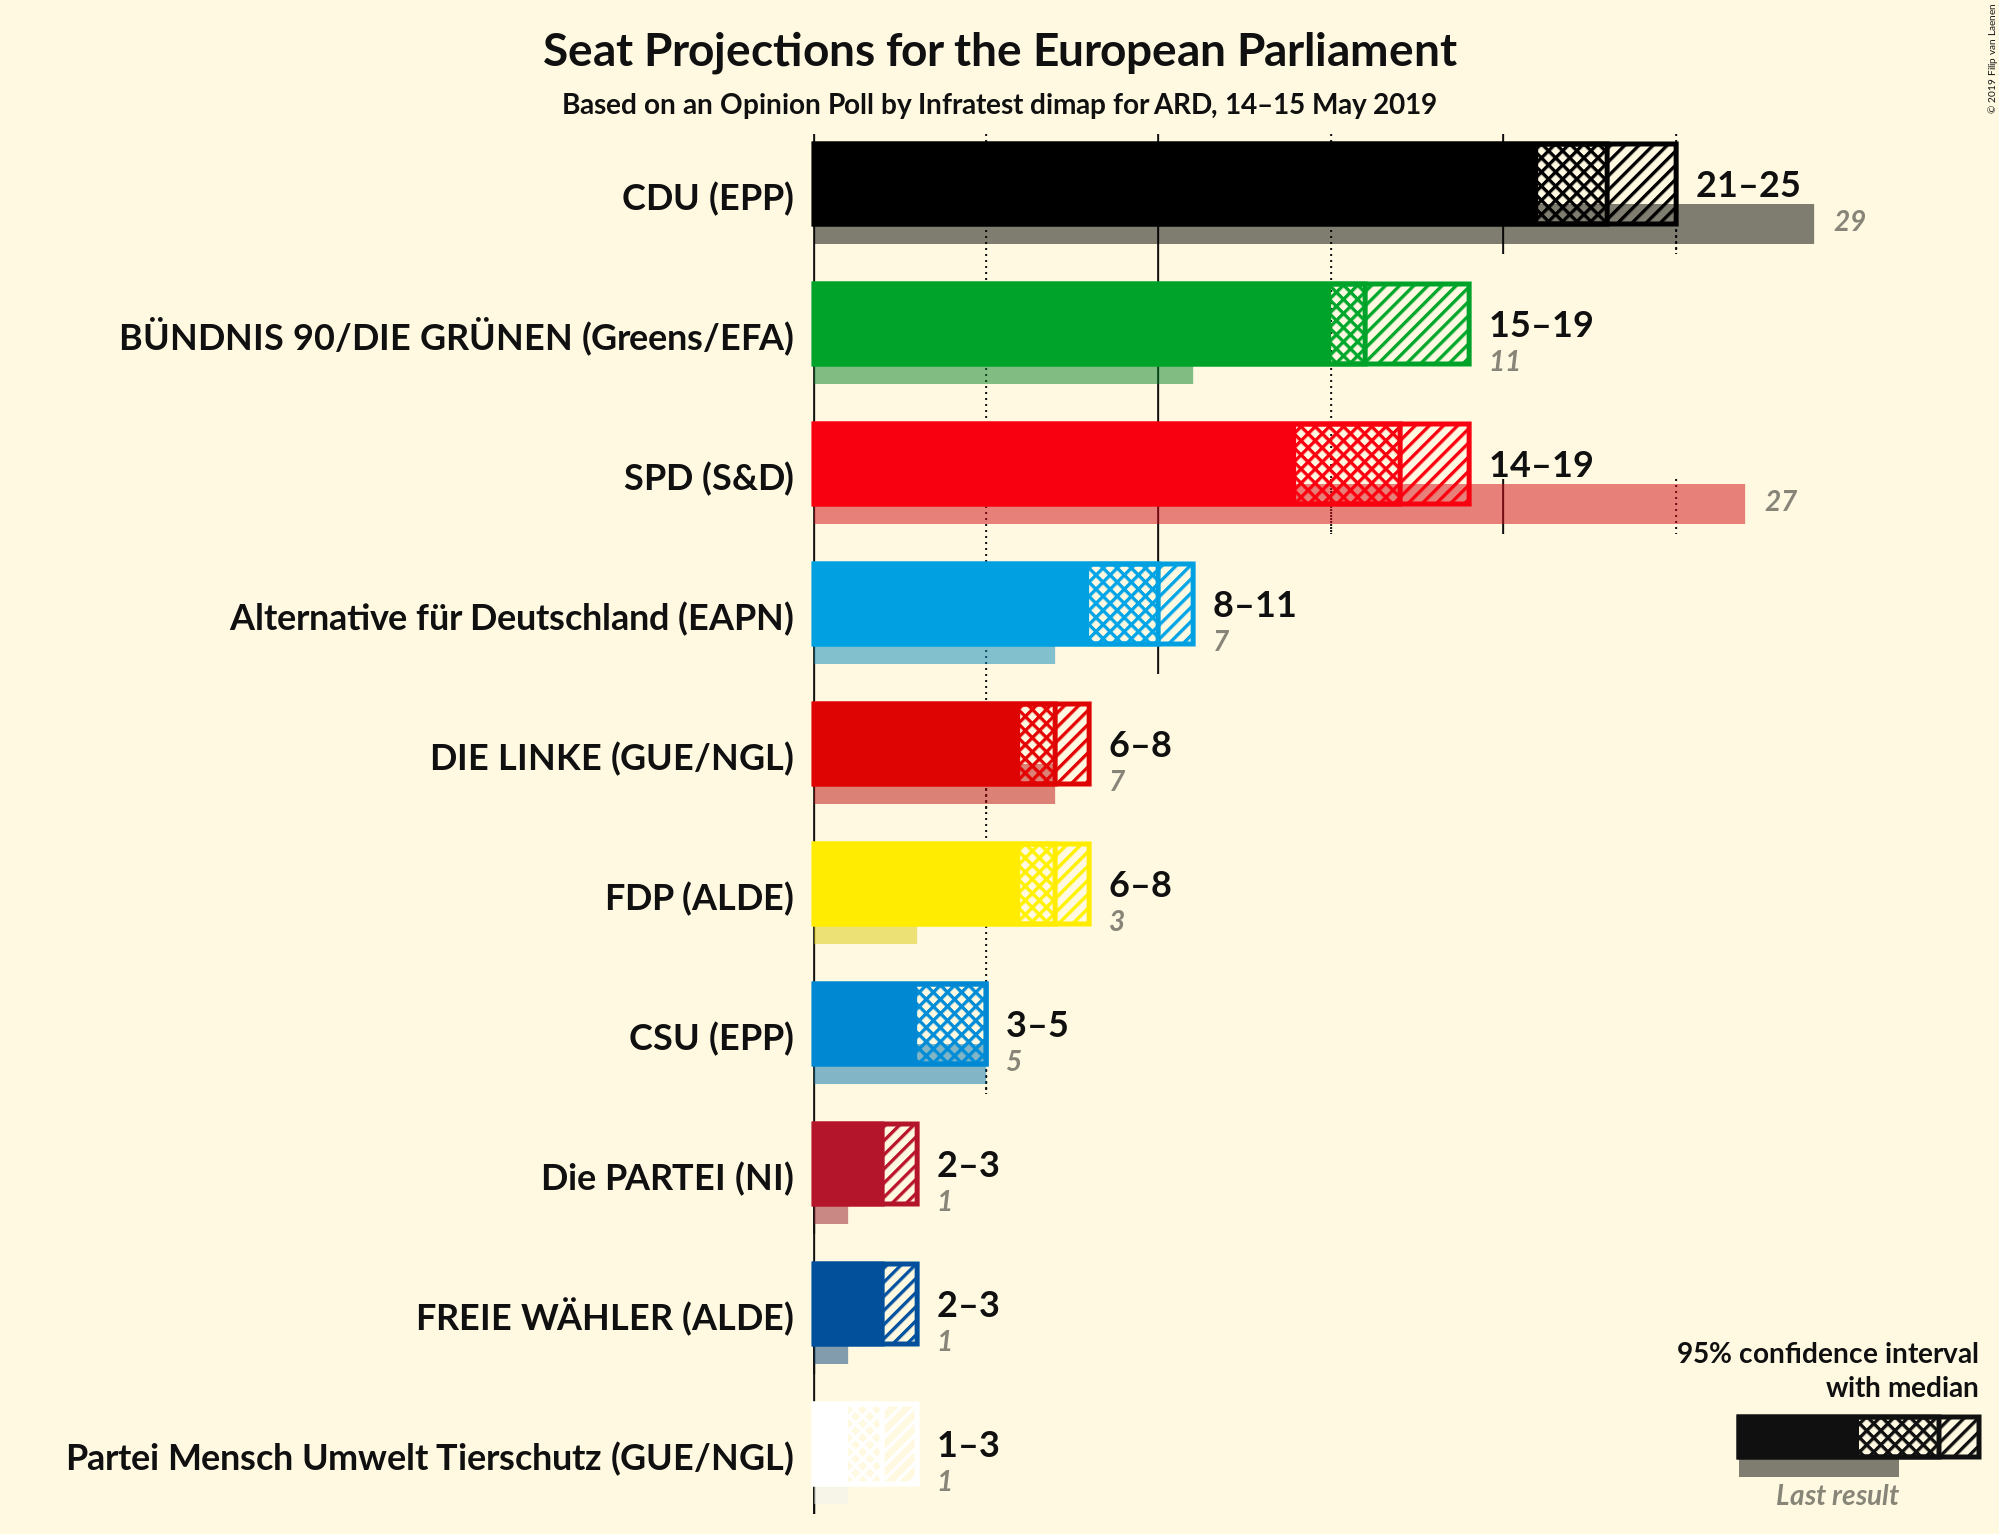 Seat Projections for the European Parliament
Based on an Opinion Poll by Infratest dimap for ARD, 14–15 May 2019
© 2019 Filip van Laenen
CDU (EPP)
21–25
29
BÜNDNIS 90/DIE GRÜNEN (Greens/EFA)
15–19
11
SPD (S&D)
14–19
27
Alternative für Deutschland (EAPN)
8–11
7
DIE LINKE (GUE/NGL)
6–8
7
FDP (ALDE)
6–8
3
CSU (EPP)
3–5
5
Die PARTEI (NI)
2–3
1
FREIE WÄHLER (ALDE)
2–3
1
Partei Mensch Umwelt Tierschutz (GUE/NGL)
1–3
1
95% confidence interval
with median
Last result